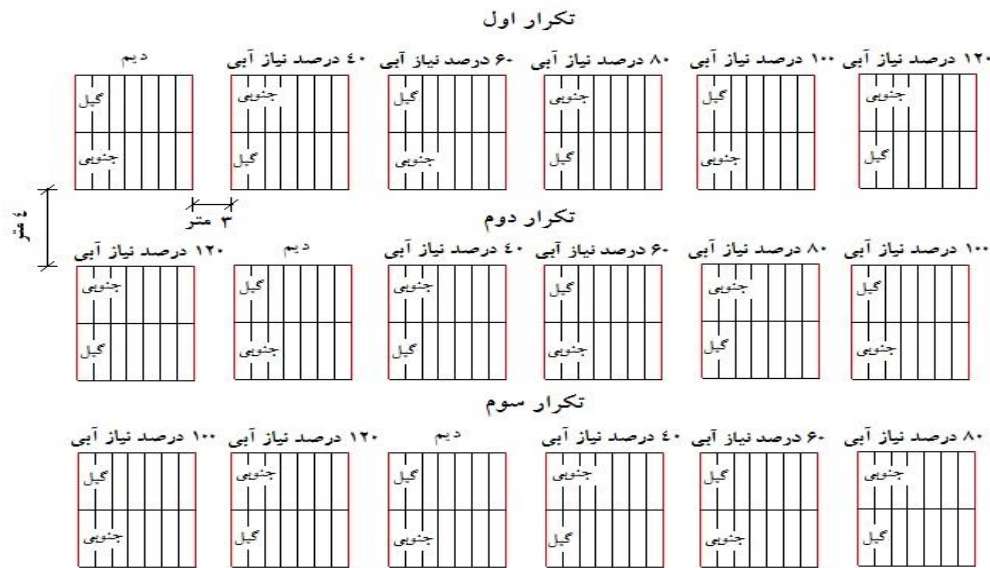 تکرار اول
۱۲۰ درصد نیاز آبی
۱۰۰ درصد نیاز آبی
۸۰ درصد نیاز آبی
۶۰ درصد نیاز آبی
۴۰ درصد نیاز آبی
دیم
جنوبی
گیل
جنوبی
گیل
جنوبی
گیل
گیل
جنوبی
گیل
جنوبی
گیل
جنوبی
۳ متر
٤ متر
تکرار دوم
۱۰۰ درصد نیاز آبی
۸۰ درصد نیاز آبی
۶۰ درصد نیاز آبی
۴۰ درصد نیاز آبی
دیم
۱۲۰ درصد نیاز آبی
گیل
جنوبی
گیل
جنوبی
گیل
جنوبی
جنوبی
گیل
جنوبی
گیل
جنوبی
گیل
تکرار سوم
۸۰ درصد نیاز آبی
۶۰ درصد نیاز آبی
۴۰ درصد نیاز آبی
دیم
۱۲۰ درصد نیاز آبی
۱۰۰ درصد نیاز آبی
جنوبی
گیل
جنوبی
گیل
جنوبی
گیل
گیل
جنوبی
گیل
جنوبی
گیل
جنوبی